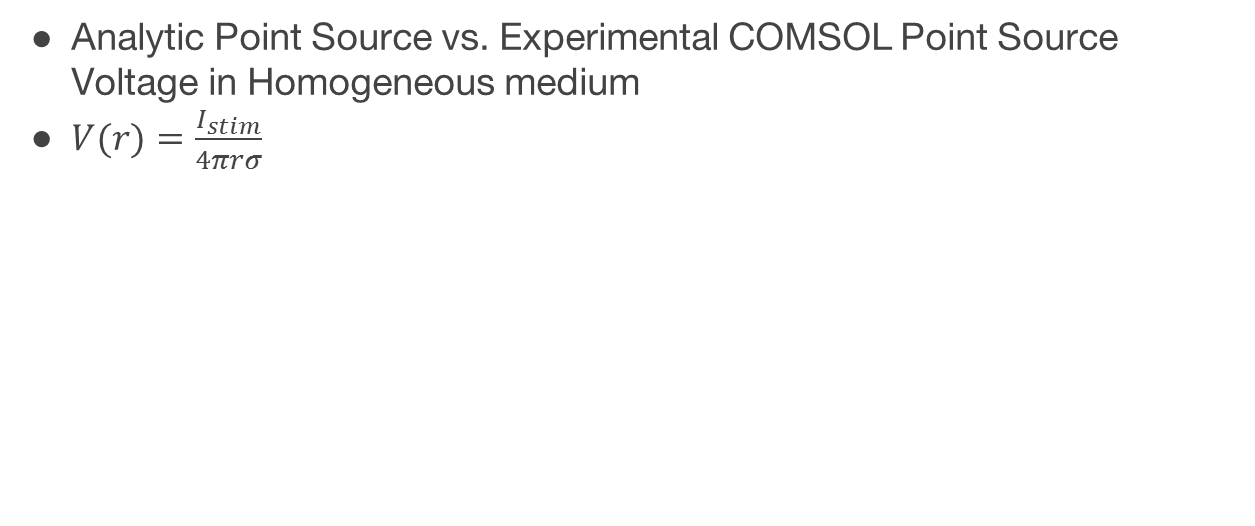 ● Analytic Point Source vs. Experimental COMSOL Point Source
Voltage in Homogeneous medium
● V(r) = I_stim / 4πrσ